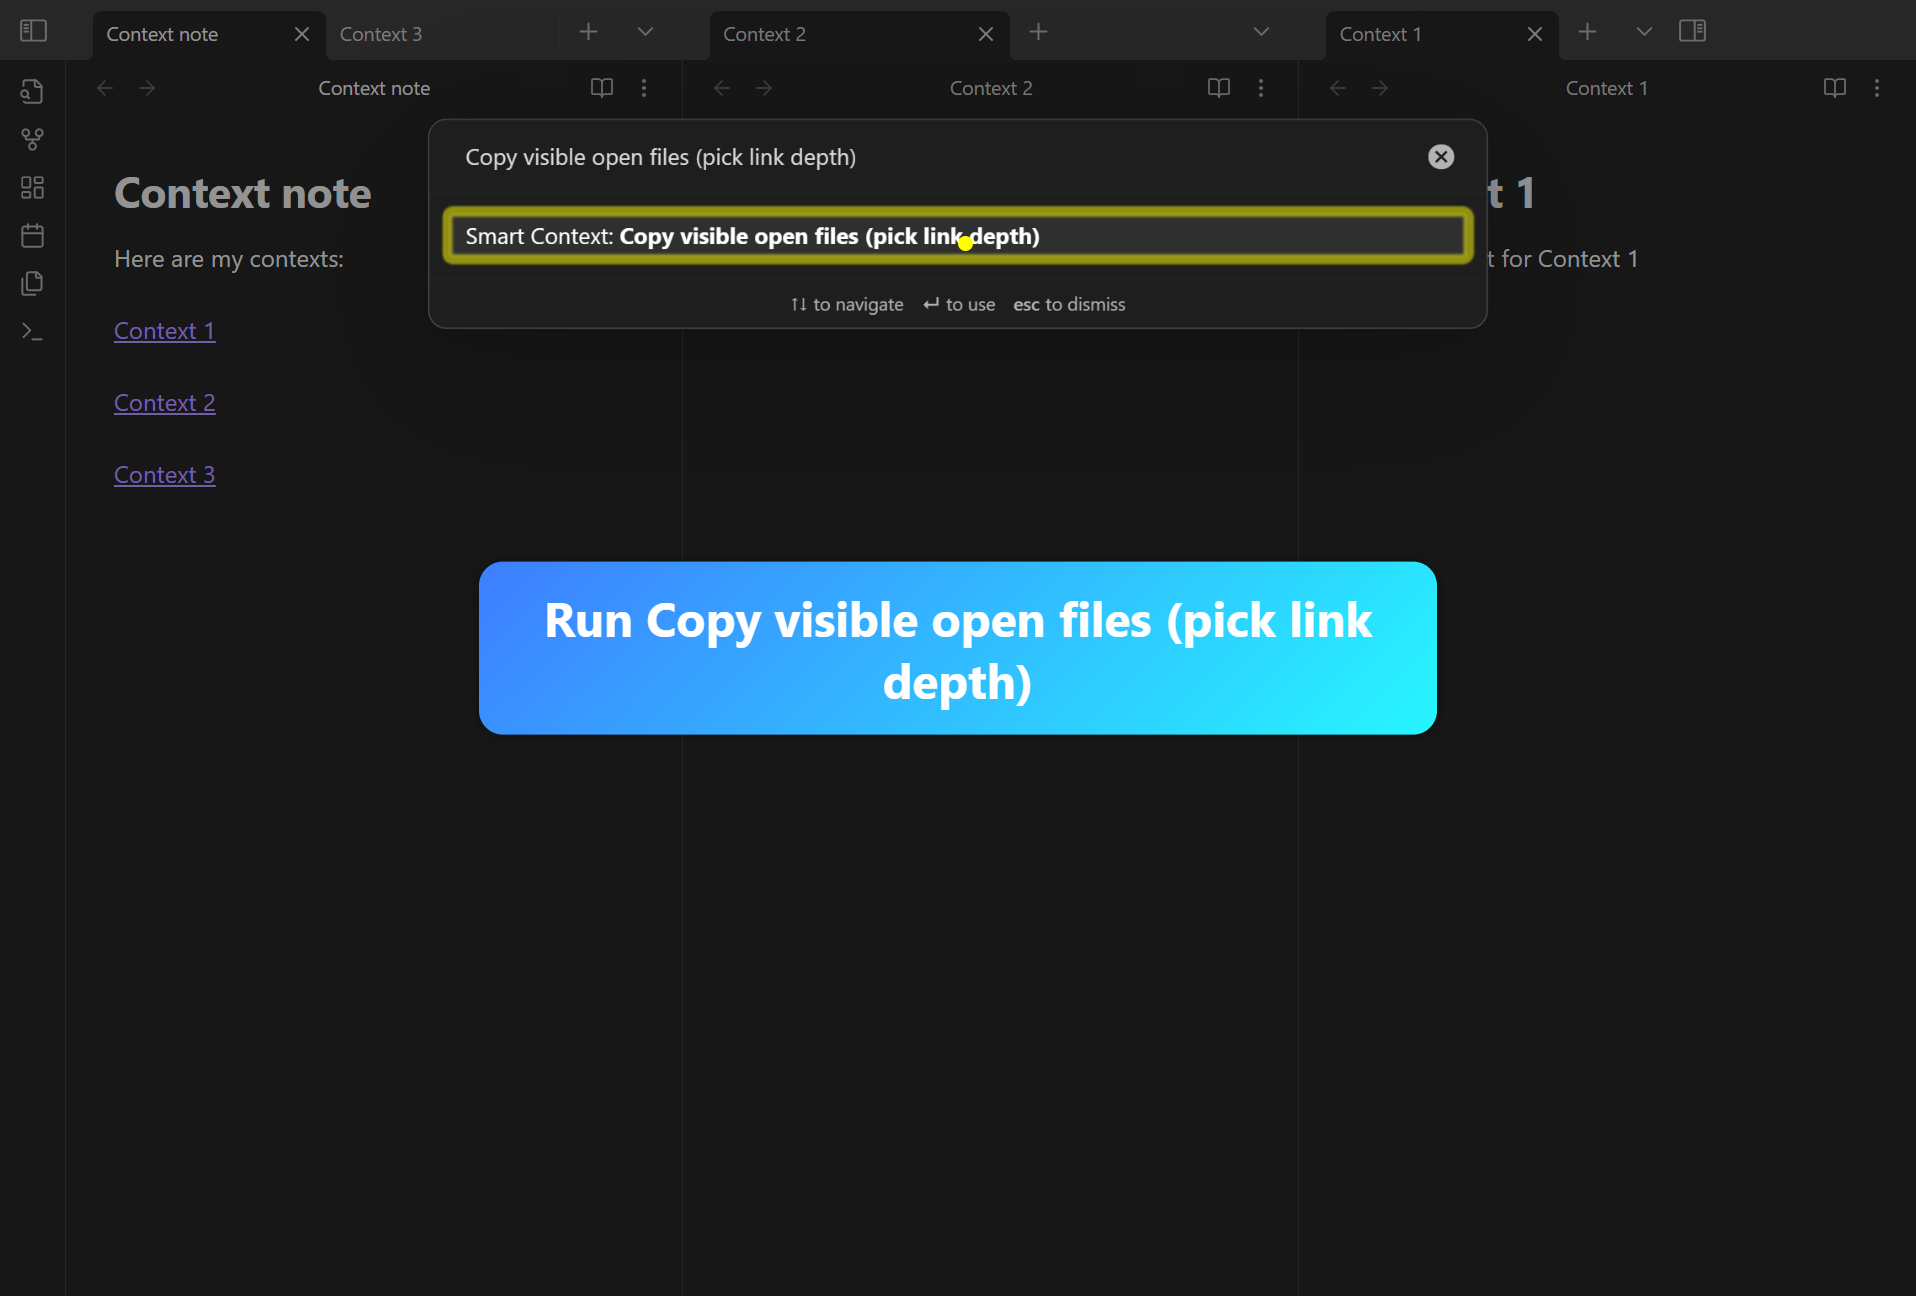 Context note
Context 3
Context 2
Context 1
Context note
Context 2
Context 1
Copy visible open files (pick link depth)
Smart Context: Copy visible open files (pick link depth)
↑↓ to navigate ↵ to use esc to dismiss
Context note
Here are my contexts:
Context 1
Context 2
Context 3
t 1
t for Context 1
Run Copy visible open files (pick link
depth)